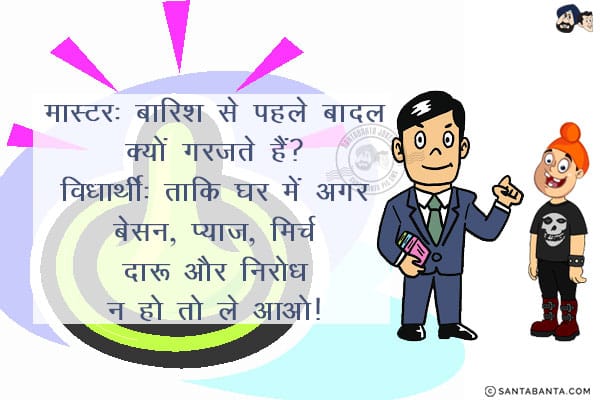 मास्टरः बारिश से पहले बादल
क्यों गरजते हैं?
विधार्थीः ताकि घर में अगर
बेसन, प्याज, मिर्च
दारू और निरोध
न हो तो ले आओ!
© SANTABANTA.COM